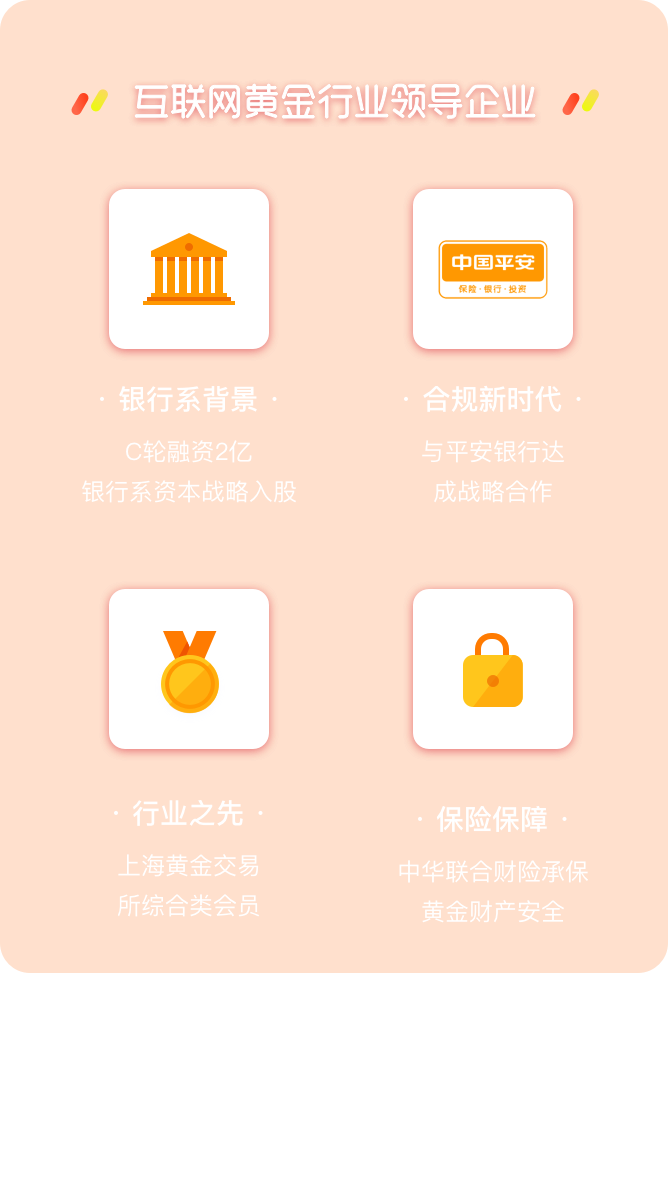 互联网黄金行业领导企业
中国平安
保险·银行·投资
· 银行系背景 ·
C轮融资2亿
银行系资本战略入股
· 合规新时代 ·
与平安银行达
成战略合作
· 行业之先 ·
上海黄金交易
所综合类会员
· 保险保障 ·
中华联合财险承保
黄金财产安全